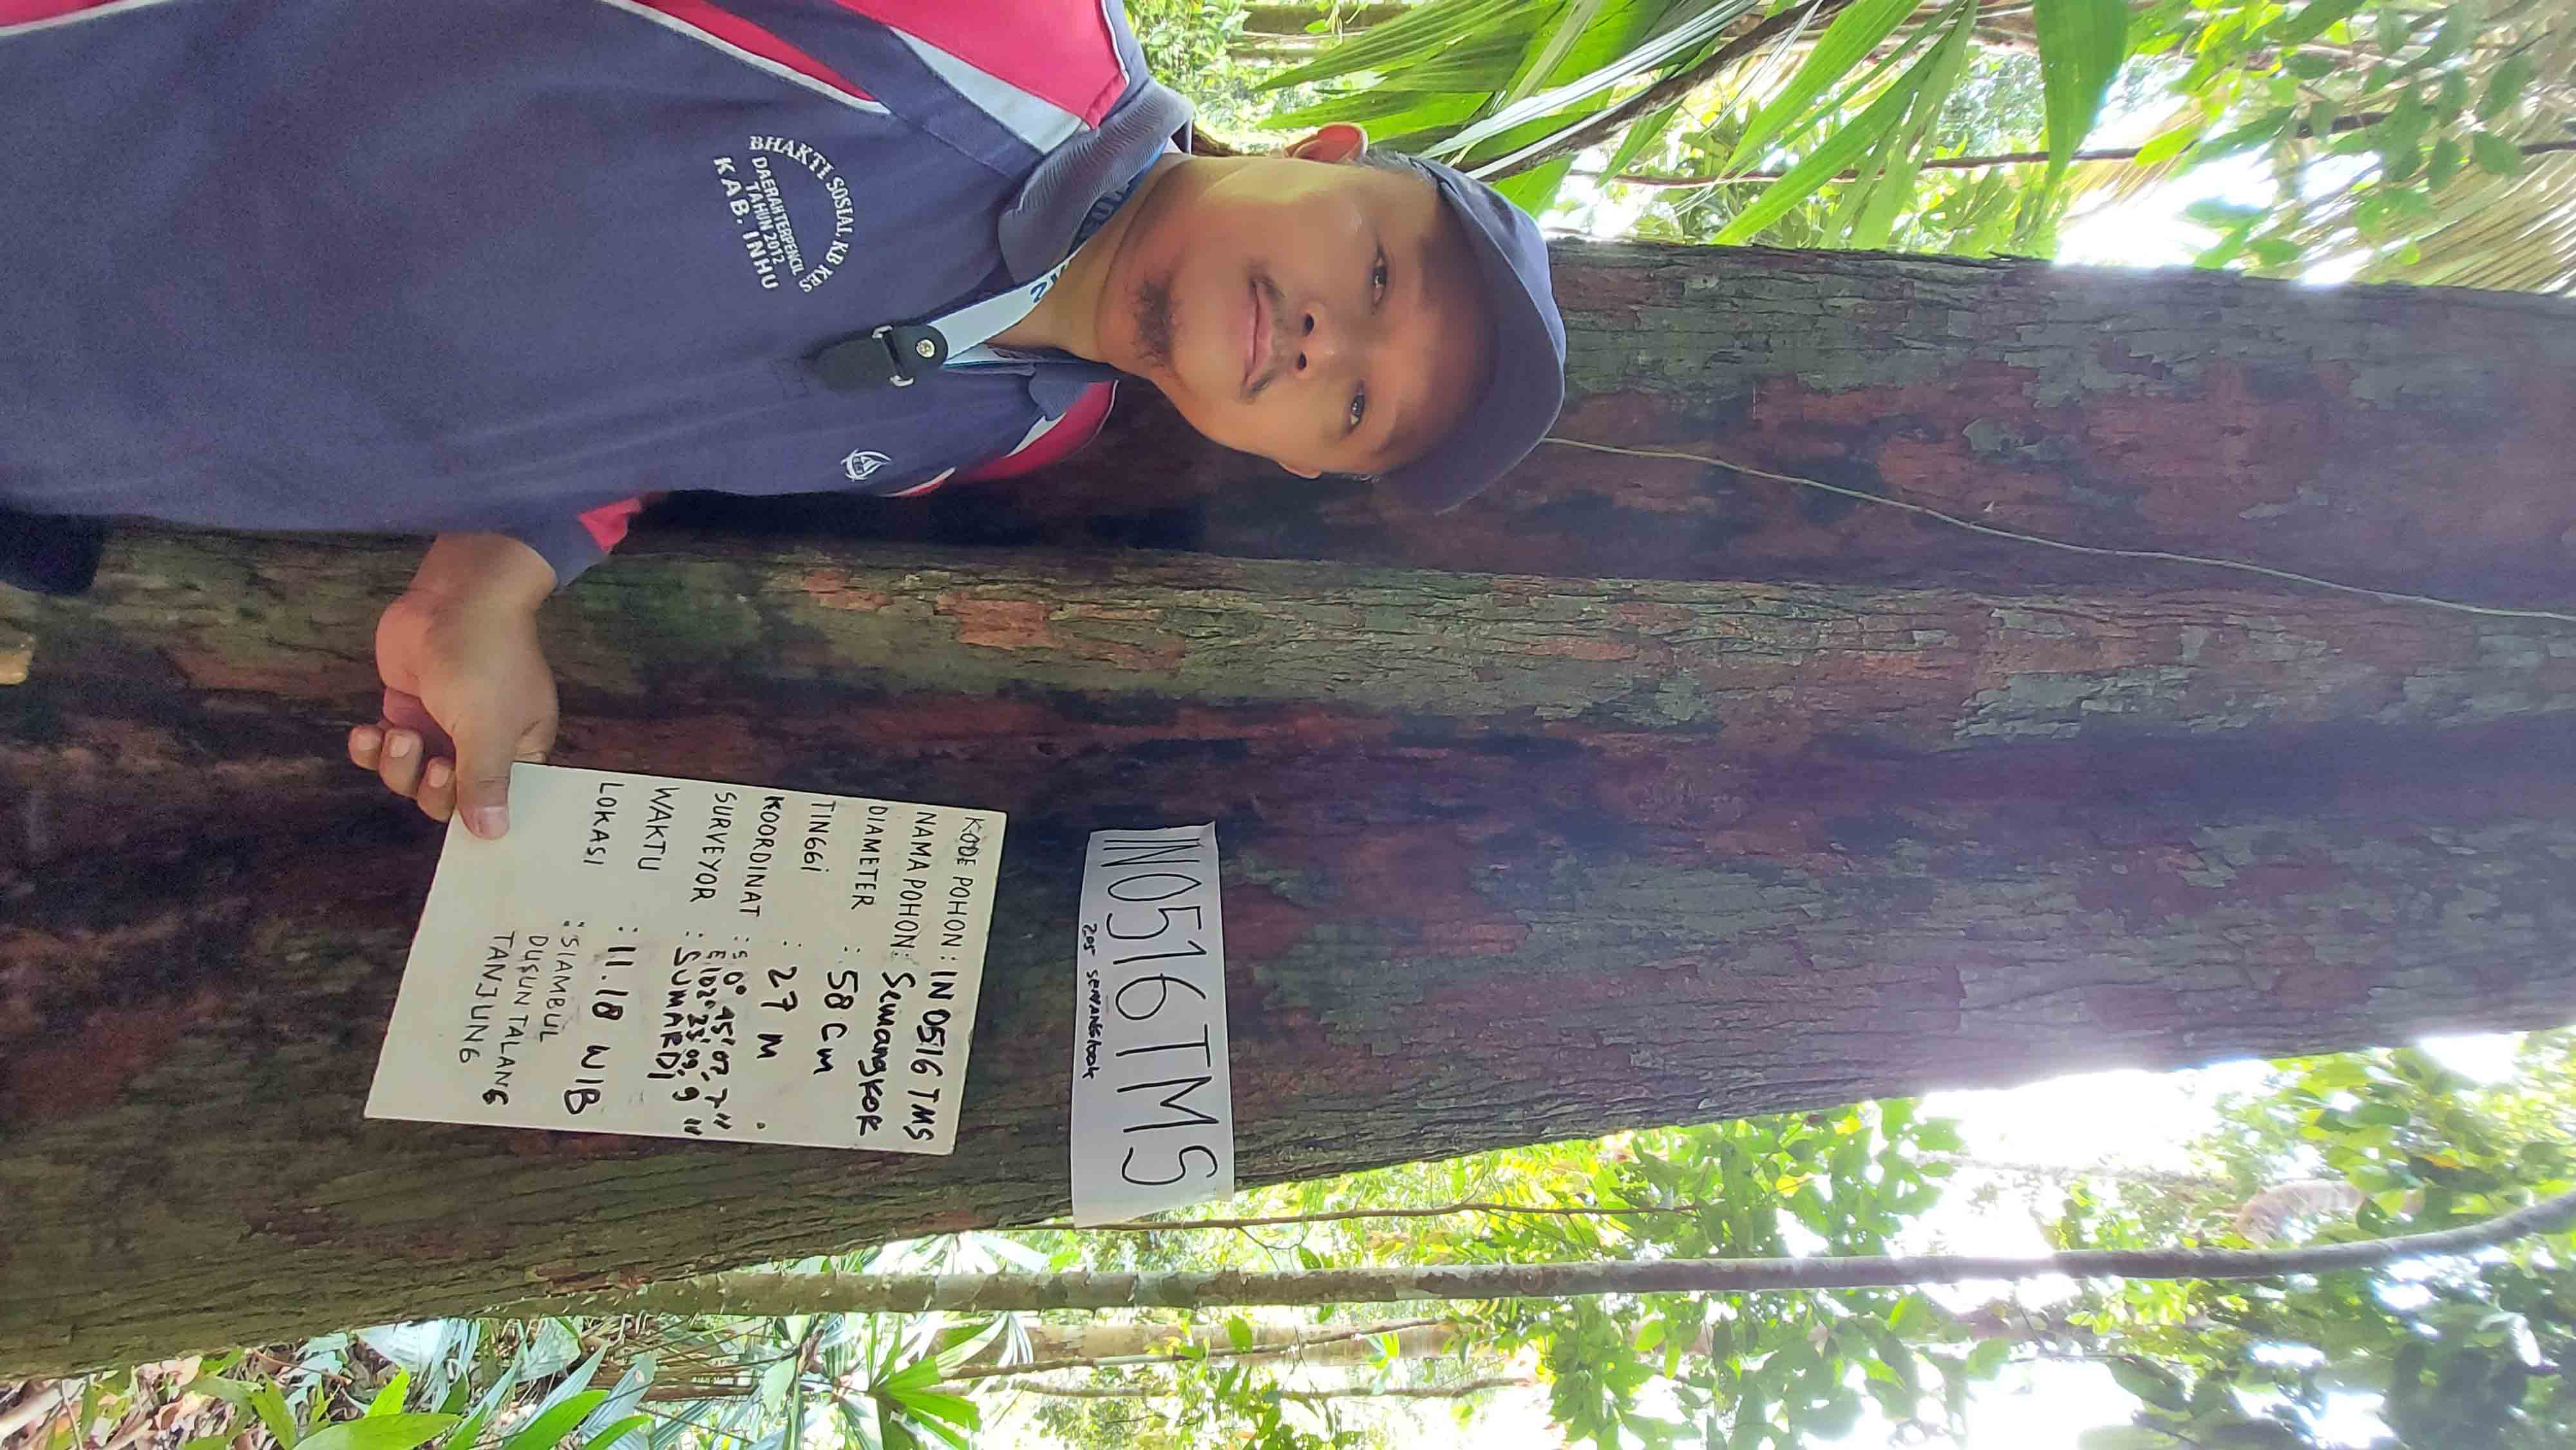 BHAKTI SOSIAL KB KES
DAERAH TERPENCIL
TAHUN 2012
KAB. INHU
IN0516TMS
205 SEMANGKOK
KODE POHON : IN 0516 TMS
NAMA POHON : Semangkok
DIAMETER : 58 Cm
TINGGi : 27 M
KOORDINAT : S 0° 45' 07,7"
E 102° 23' 09,9"
SURVEYOR : SUMARDI
WAKTU : 11.18 WIB
LOKASI : SIAMBUL
DUSUN TALANG
TANJUNG